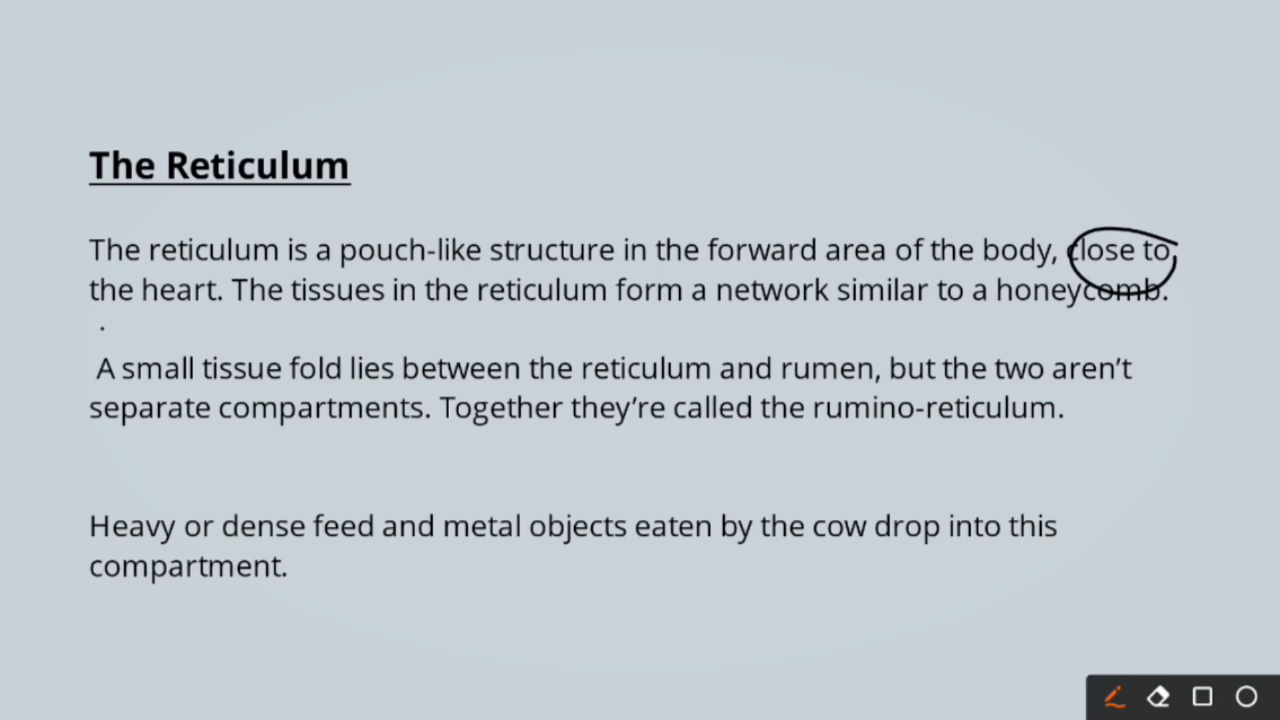 The Reticulum
The reticulum is a pouch-like structure in the forward area of the body, close to
the heart. The tissues in the reticulum form a network similar to a honeycomb.
.
A small tissue fold lies between the reticulum and rumen, but the two aren’t
separate compartments. Together they’re called the rumino-reticulum.
Heavy or dense feed and metal objects eaten by the cow drop into this
compartment.